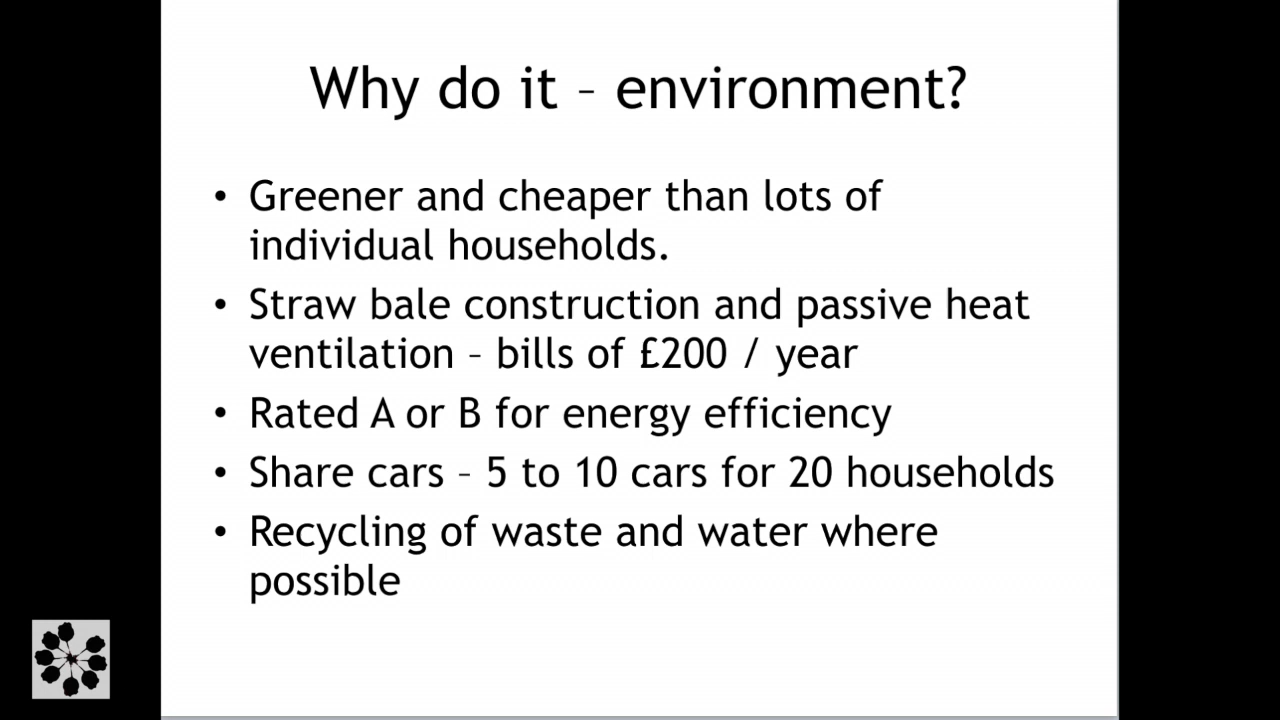 Why do it – environment?
• Greener and cheaper than lots of
individual households.
• Straw bale construction and passive heat
ventilation – bills of £200 / year
• Rated A or B for energy efficiency
• Share cars – 5 to 10 cars for 20 households
• Recycling of waste and water where
possible